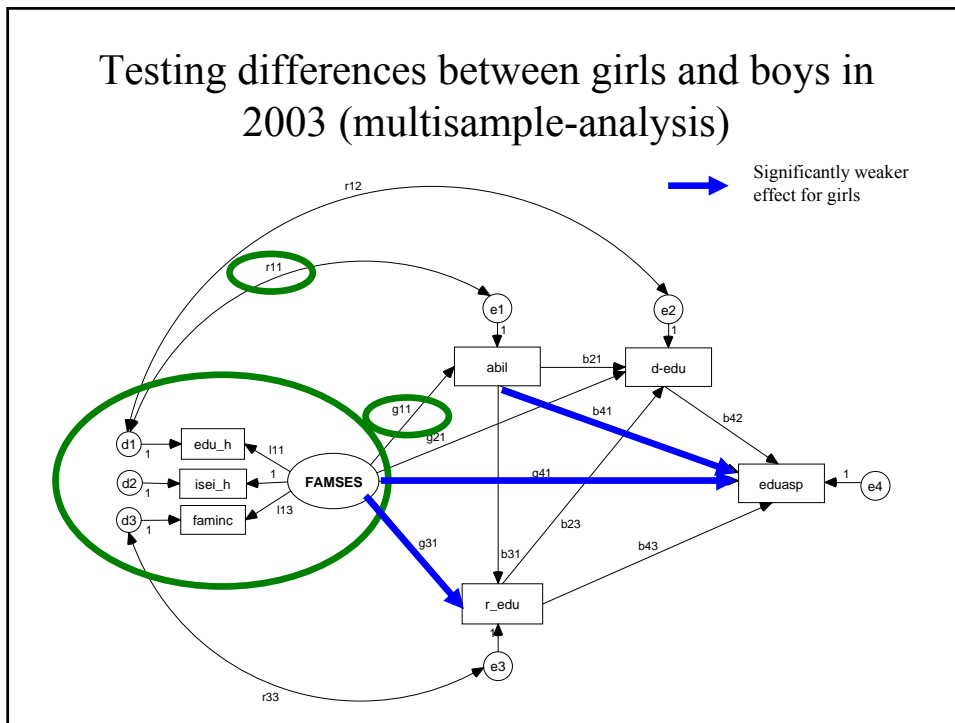 Testing differences between girls and boys in
2003 (multisample-analysis)
Significantly weaker
effect for girls
r12
r11
e1
e2
1
1
abil
b21
d-edu
g11
b41
b42
g21
d1
1
edu_h
l11
d2
1
isei_h
1
FAMSES
g41
eduasp
1
e4
d3
1
faminc
l13
b23
g31
b31
b43
r_edu
1
e3
r33